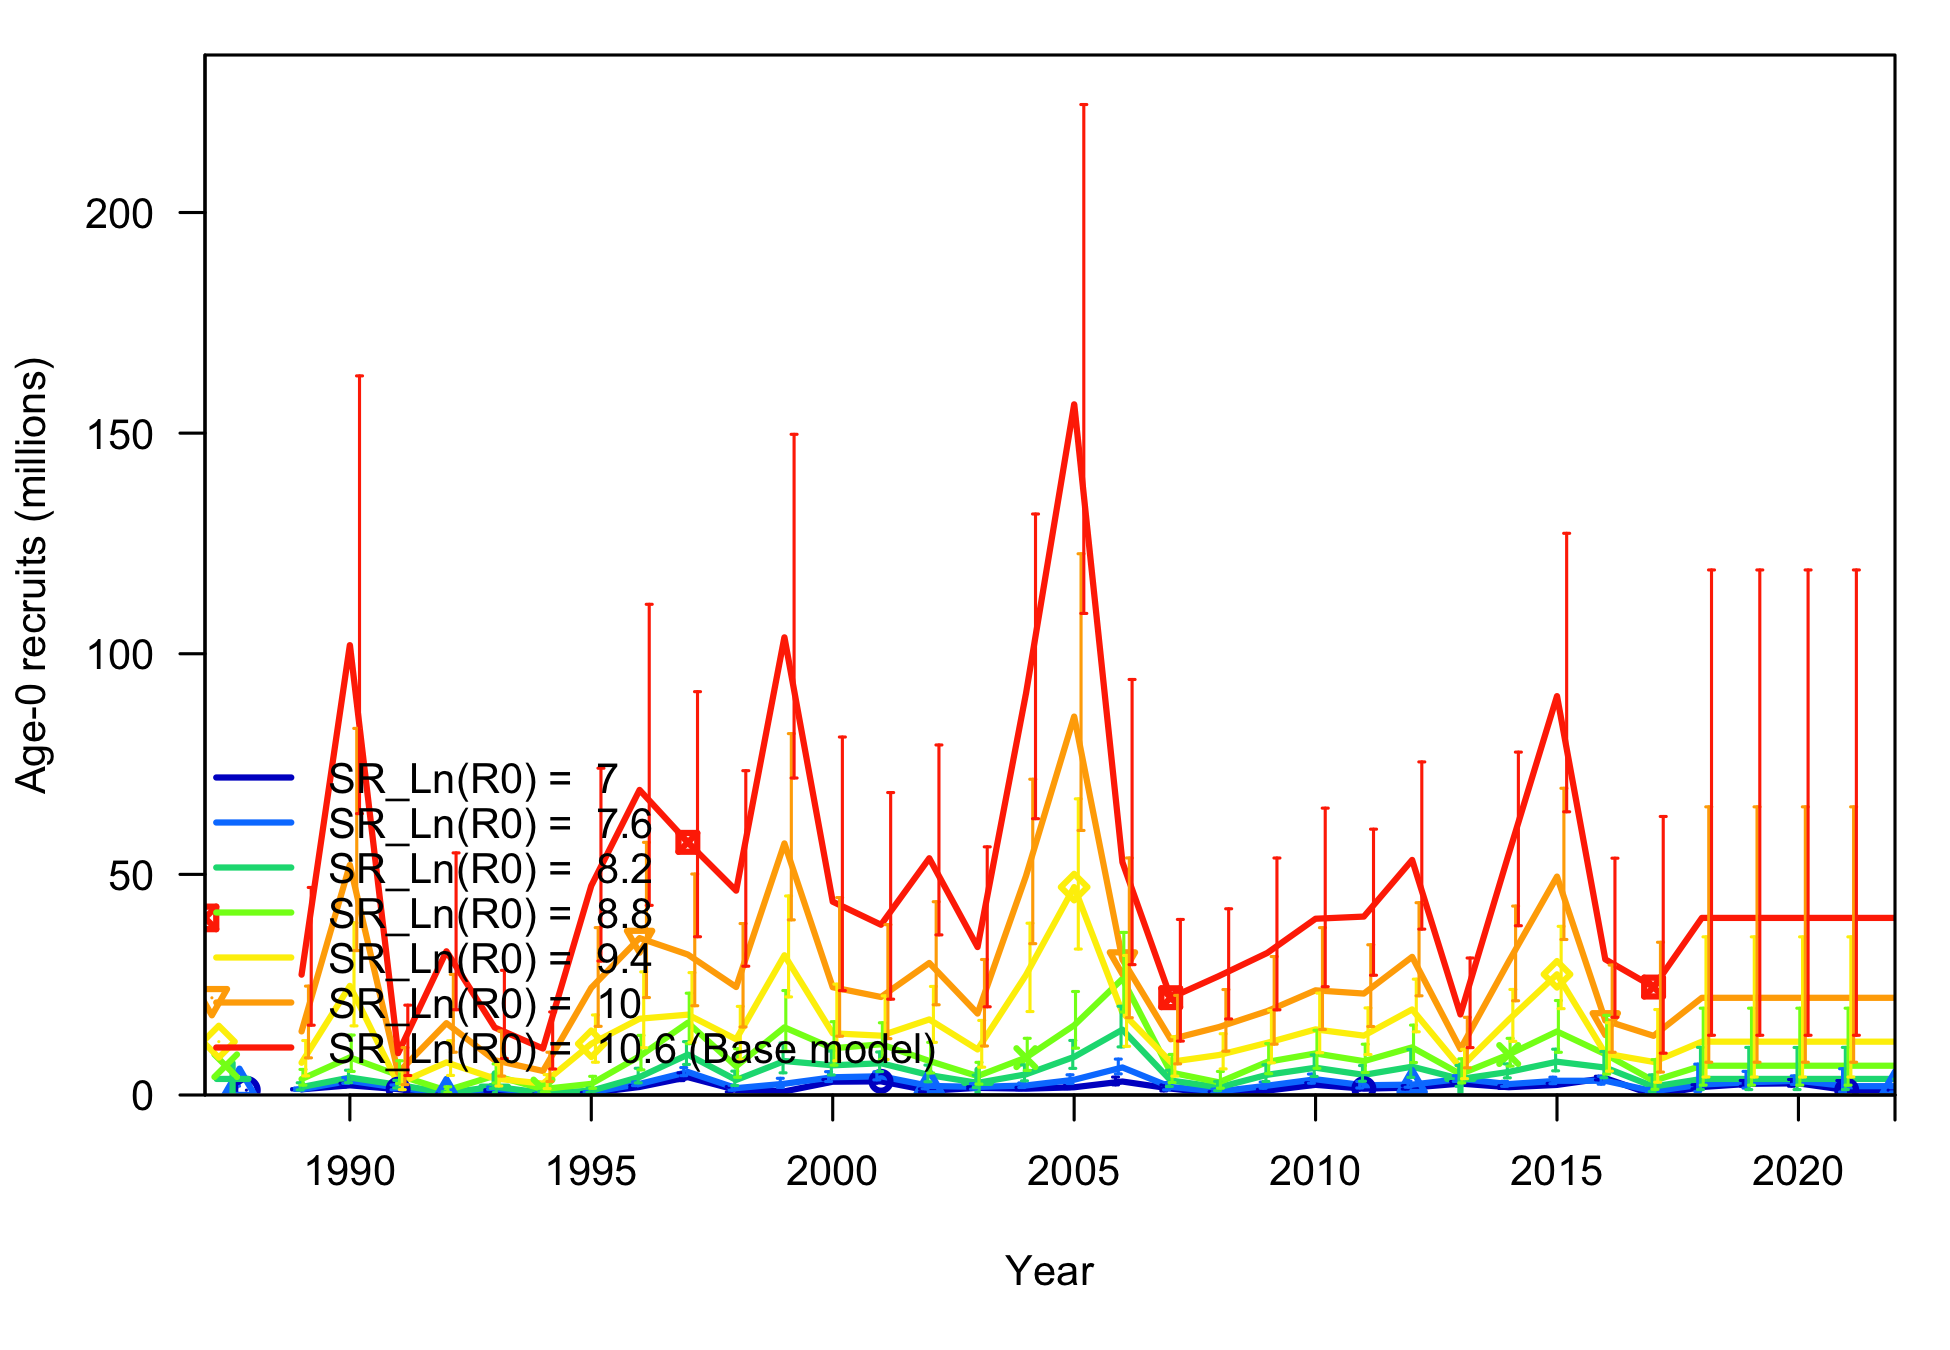 200
150
100
50
0
Age-0 recruits (millions)
SR_Ln(R0) = 7
SR_Ln(R0) = 7.6
SR_Ln(R0) = 8.2
SR_Ln(R0) = 8.8
SR_Ln(R0) = 9.4
SR_Ln(R0) = 10
SR_Ln(R0) = 10.6 (Base model)
1990 1995 2000 2005 2010 2015 2020
Year